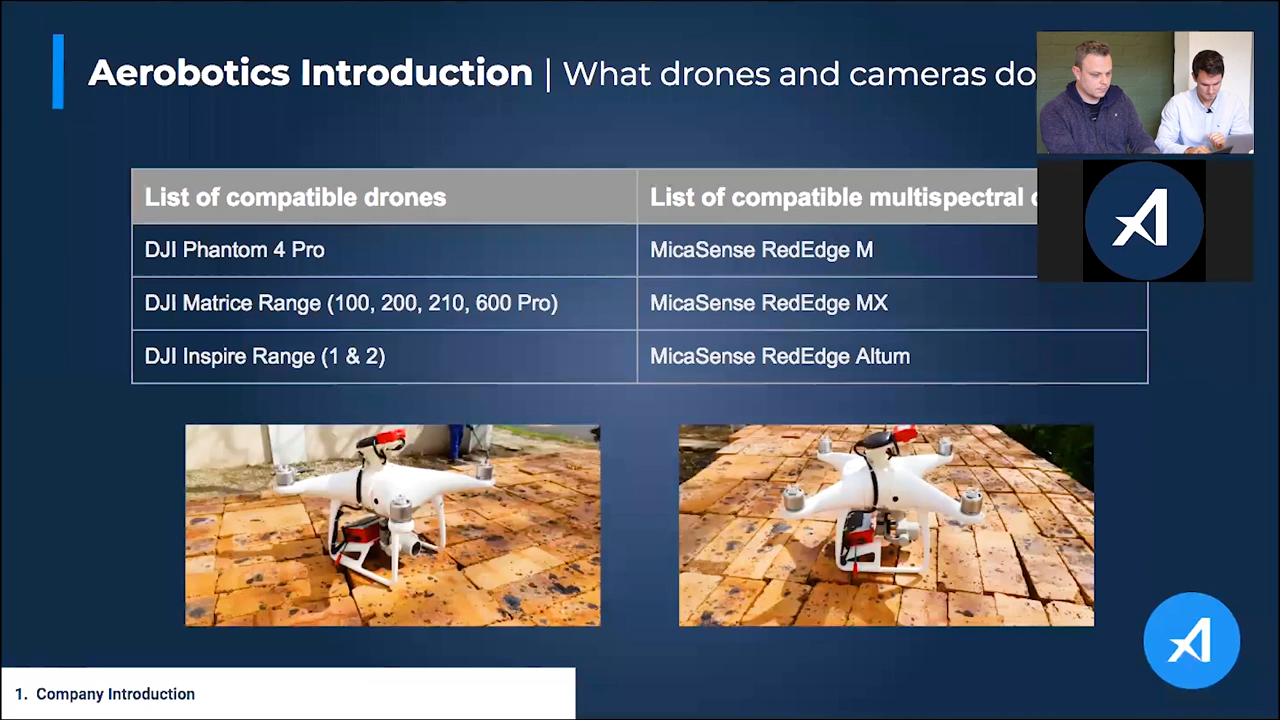 Aerobotics Introduction | What drones and cameras do
List of compatible drones
List of compatible multispectral
DJI Phantom 4 Pro
MicaSense RedEdge M
DJI Matrice Range (100, 200, 210, 600 Pro)
MicaSense RedEdge MX
DJI Inspire Range (1 & 2)
MicaSense RedEdge Altum
1. Company Introduction